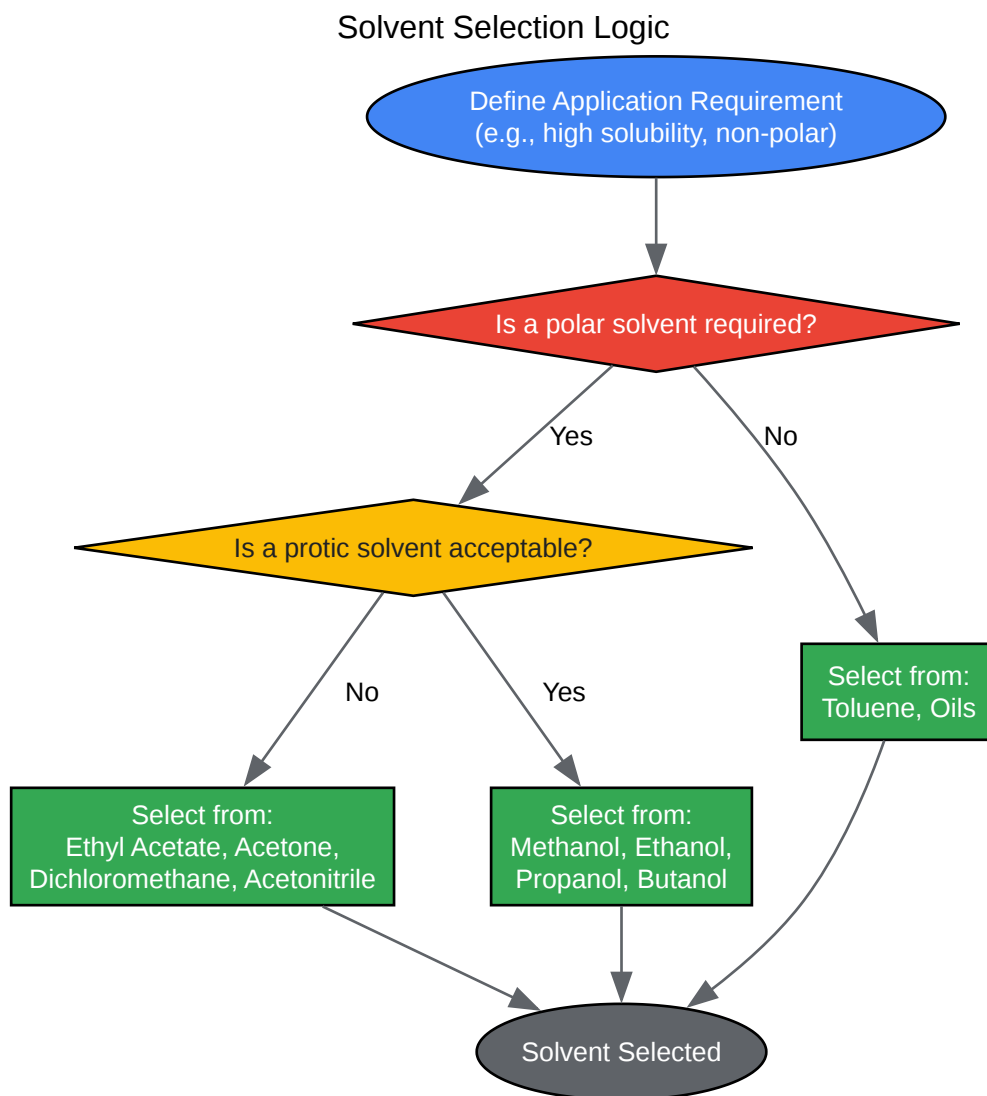 Solvent Selection Logic
Define Application Requirement
(e.g., high solubility, non-polar)
Is a polar solvent required?
Yes
No
Is a protic solvent acceptable?
No
Yes
Select from:
Toluene, Oils
Select from:
Ethyl Acetate, Acetone,
Dichloromethane, Acetonitrile
Select from:
Methanol, Ethanol,
Propanol, Butanol
Solvent Selected